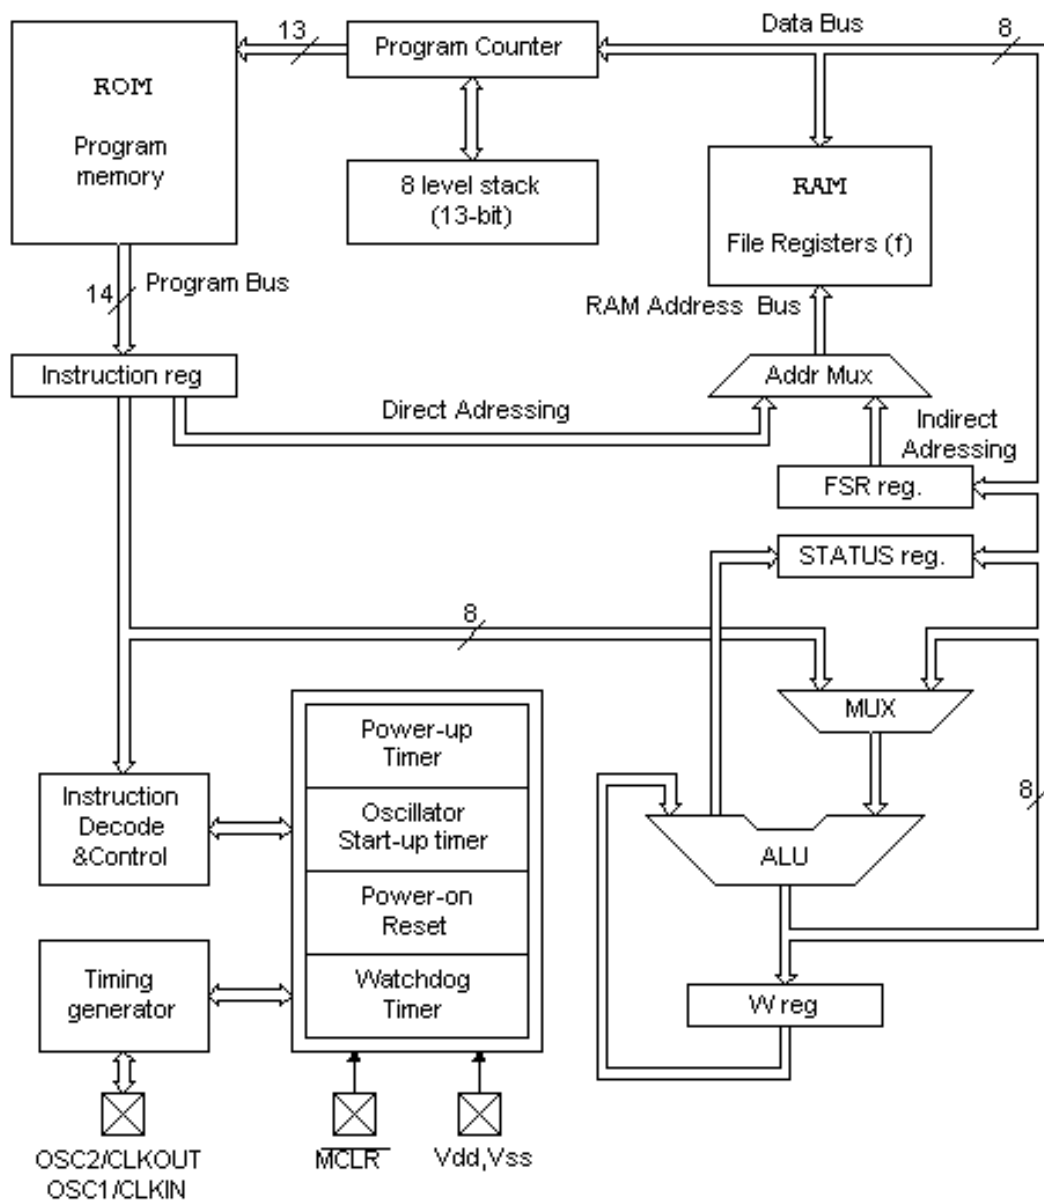 Data Bus
13
8
Program Counter
ROM
Program
memory
8 level stack
(13-bit)
RAM
File Registers (f)
Program Bus
14
RAM Address Bus
Instruction reg
Addr Mux
Direct Adressing
Indirect
Adressing
FSR reg.
STATUS reg.
8
MUX
Power-up
Timer
Instruction
Decode
&Control
Oscillator
Start-up timer
8
ALU
Power-on
Reset
Timing
generator
Watchdog
Timer
W reg
OSC2/CLKOUT
OSC1/CLKIN
MCLR
Vdd,Vss